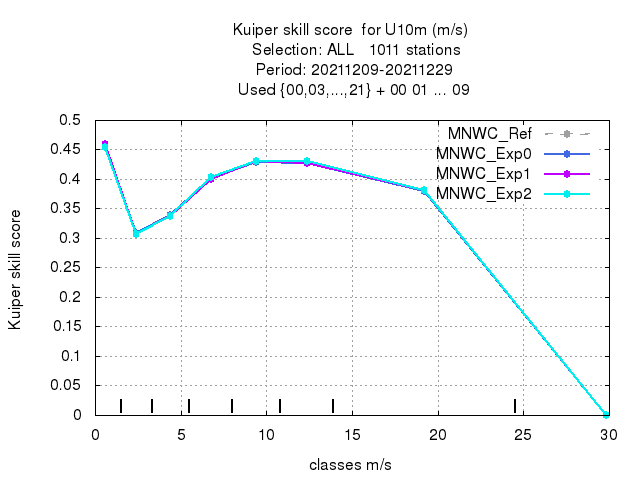 Kuiper skill score  for U10m (m/s)
Selection: ALL   1011 stations
Period: 20211209-20211229
Used {00,03,...,21} + 00 01 ... 09
MNWC_Ref
MNWC_Exp0
MNWC_Exp1
MNWC_Exp2
0.5
0.45
0.4
0.35
0.3
0.25
0.2
0.15
0.1
0.05
0
Kuiper skill score
0 5 10 15 20 25 30
classes m/s